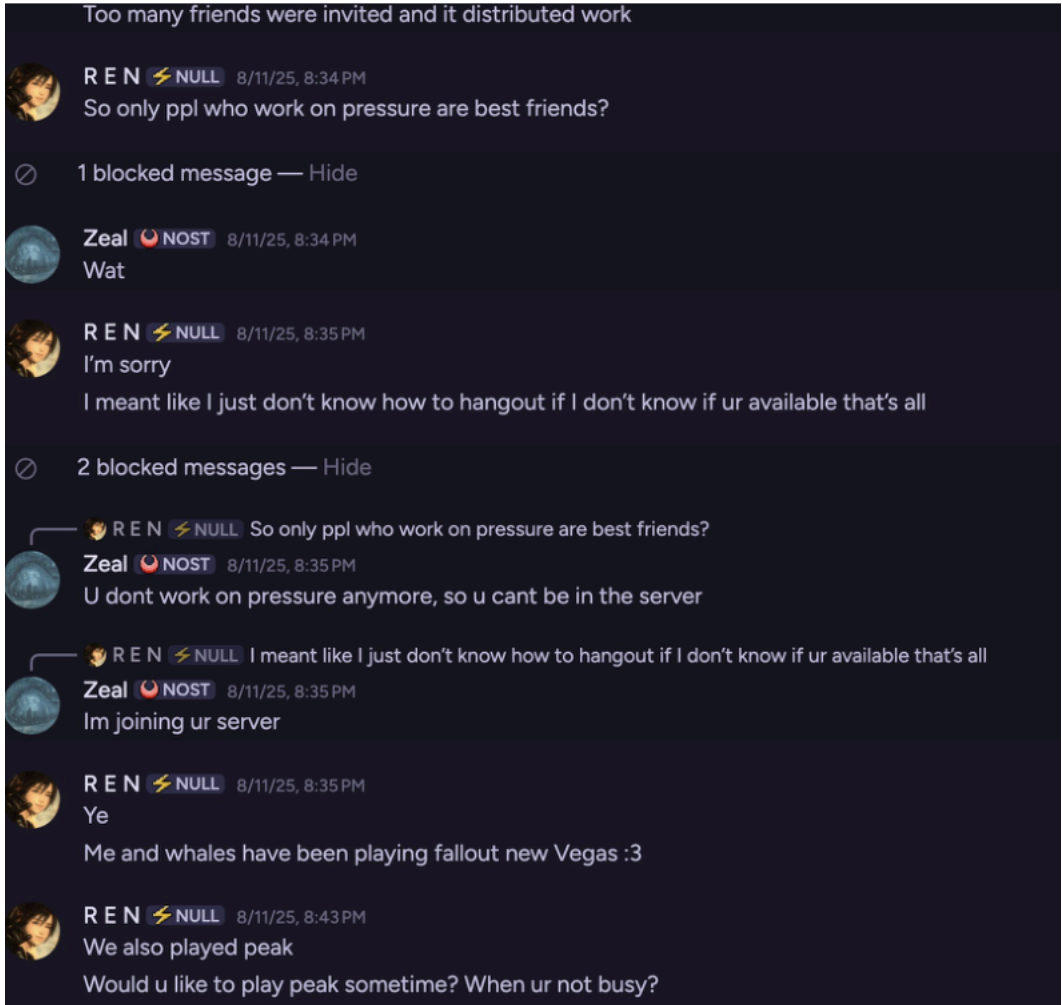 Too many friends were invited and it distributed work
R E N ⚡ NULL 8/11/25, 8:34 PM
So only ppl who work on pressure are best friends?
1 blocked message — Hide
Zeal NOST 8/11/25, 8:34 PM
Wat
R E N ⚡ NULL 8/11/25, 8:35 PM
I'm sorry
I meant like I just don't know how to hangout if I don't know if ur available that's all
2 blocked messages — Hide
R E N ⚡ NULL So only ppl who work on pressure are best friends?
Zeal NOST 8/11/25, 8:35 PM
U dont work on pressure anymore, so u cant be in the server
R E N ⚡ NULL I meant like I just don't know how to hangout if I don't know if ur available that's all
Zeal NOST 8/11/25, 8:35 PM
Im joining ur server
R E N ⚡ NULL 8/11/25, 8:35 PM
Ye
Me and whales have been playing fallout new Vegas :3
R E N ⚡ NULL 8/11/25, 8:43 PM
We also played peak
Would u like to play peak sometime? When ur not busy?